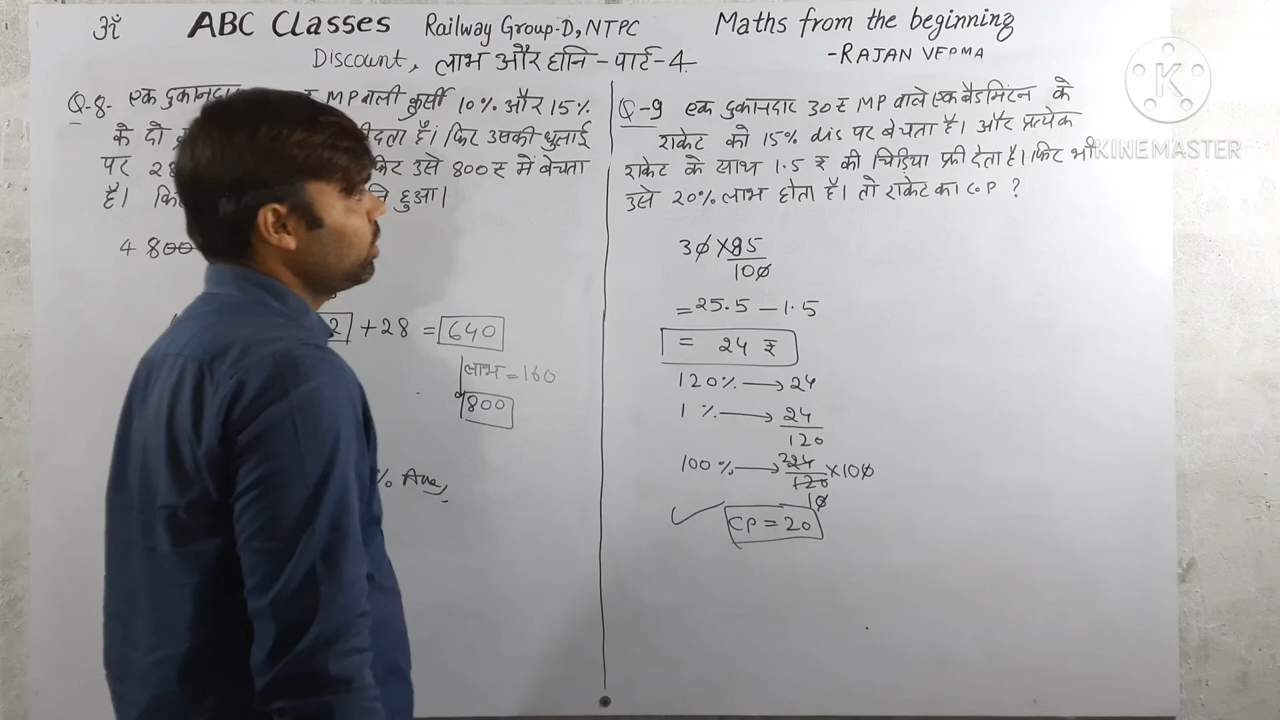 ॐ ABC Classes Railway Group-D, NTPC Maths from the beginning
Discount, लाभ और हानि - पार्ट-4
-RAJAN VERMA
K
KINEMASTER
Q-8- एक दुकानदार ₹ MP वाली कुर्सी 10% और 15%
के दो है। फिर उसकी धुलाई
पर 28 फिर उसे 800 ₹ में बेचता
है। हुआ।
4 800
2 + 28 = 640
लाभ = 160
800
% Ans
Q-9 एक दुकानदार 30 ₹ MP वाले एक बैडमिंटन के
राकेट को 15% dis पर बेचता है। और प्रत्येक
राकेट के साथ 1.5 ₹ की चिड़िया फ्री देता है। फिर भी
उसे 20% लाभ होता है। तो राकेट का CP ?
30 × 85
100
= 25.5 - 1.5
= 24 ₹
120% → 24
1 % → 24
120
100% → 2 24 × 100
120
10
CP = 20